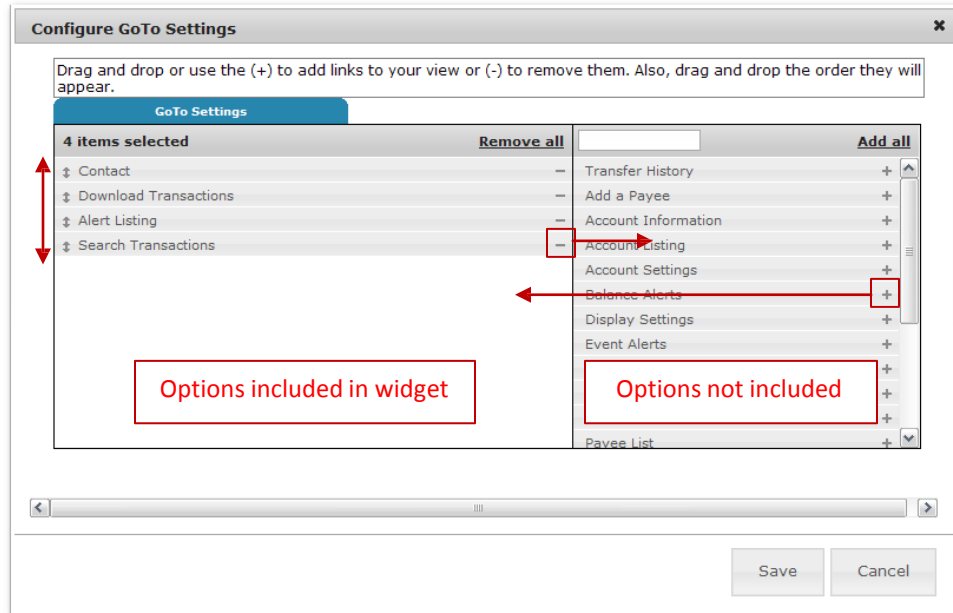 Configure GoTo Settings
Drag and drop or use the (+) to add links to your view or (-) to remove them. Also, drag and drop the order they will
appear.
GoTo Settings
4 items selected Remove all
Add all
Contact
Download Transactions
Alert Listing
Search Transactions
Transfer History
Add a Payee
Account Information
Account Listing
Account Settings
Balance Alerts
Display Settings
Event Alerts
Payee List
Options included in widget
Options not included
Save Cancel